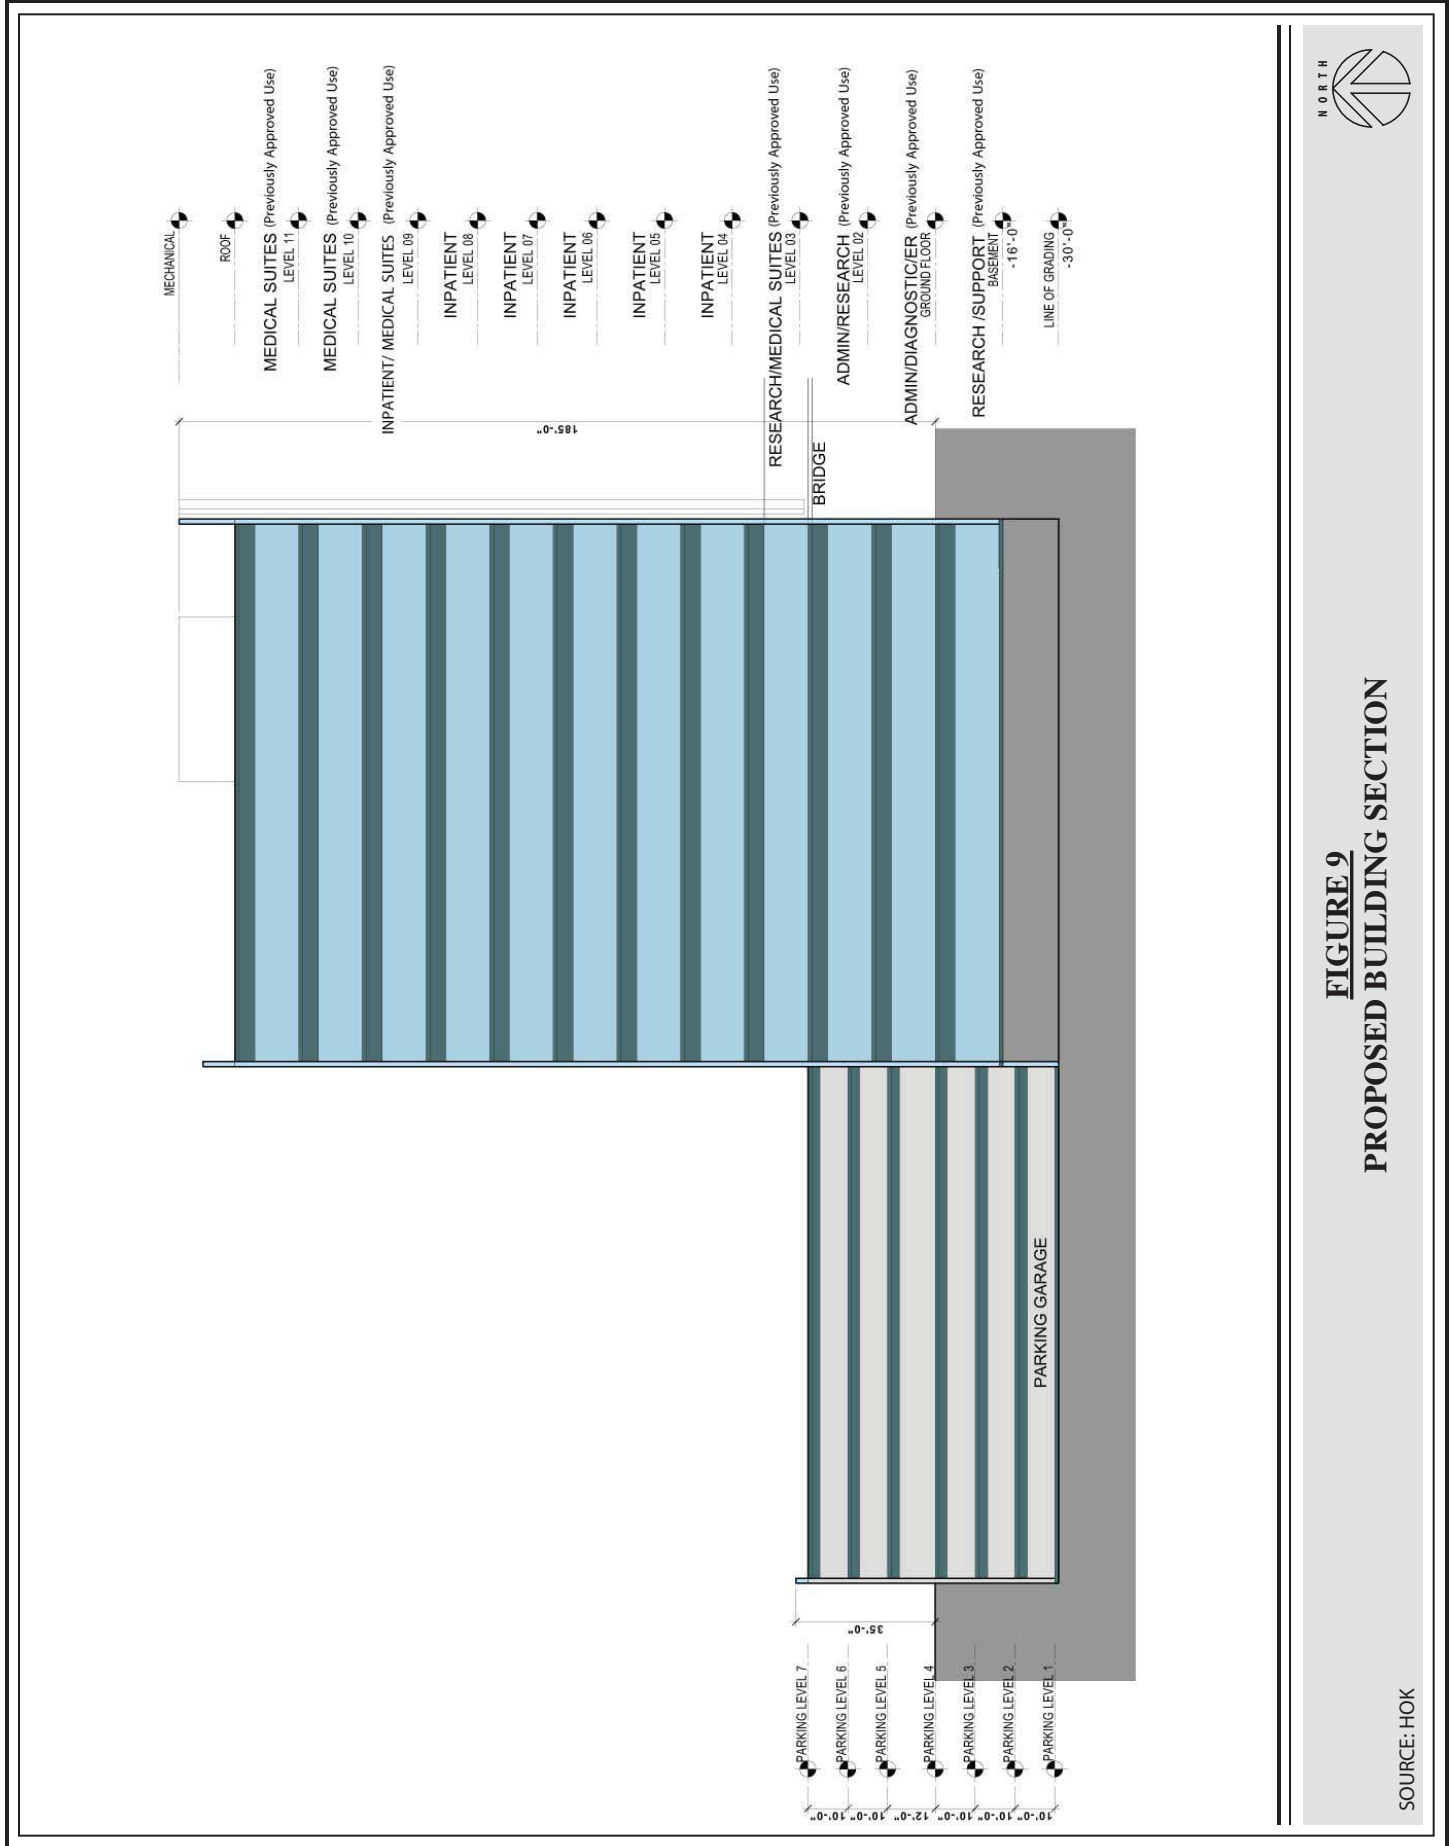 MECHANICAL
ROOF
MEDICAL SUITES (Previously Approved Use)
LEVEL 11
MEDICAL SUITES (Previously Approved Use)
LEVEL 10
INPATIENT/ MEDICAL SUITES (Previously Approved Use)
LEVEL 09
INPATIENT
LEVEL 08
INPATIENT
LEVEL 07
INPATIENT
LEVEL 06
INPATIENT
LEVEL 05
INPATIENT
LEVEL 04
RESEARCH/MEDICAL SUITES (Previously Approved Use)
LEVEL 03
ADMIN/RESEARCH (Previously Approved Use)
LEVEL 02
ADMIN/DIAGNOSTIC/ER (Previously Approved Use)
GROUND FLOOR
RESEARCH /SUPPORT (Previously Approved Use)
BASEMENT
-16'-0"
LINE OF GRADING
-30'-0"
185'-0"
BRIDGE
PARKING GARAGE
35'-0"
PARKING LEVEL 7
PARKING LEVEL 6
PARKING LEVEL 5
PARKING LEVEL 4
PARKING LEVEL 3
PARKING LEVEL 2
PARKING LEVEL 1
10'-0"
10'-0"
12'-0"
10'-0"
10'-0"
10'-0"
NORTH
FIGURE 9
PROPOSED BUILDING SECTION
SOURCE: HOK